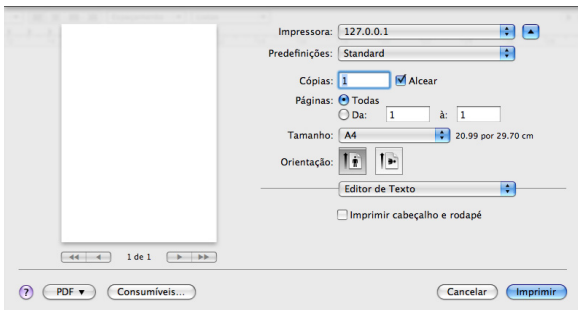 Impressora: 127.0.0.1
Predefinições: Standard
Cópias: 1 Alcear
Páginas: Todas
Da: 1 à: 1
Tamanho: A4 20.99 por 29.70 cm
Orientação:
Editor de Texto
Imprimir cabeçalho e rodapé
1 de 1
? PDF Consumíveis... Cancelar Imprimir